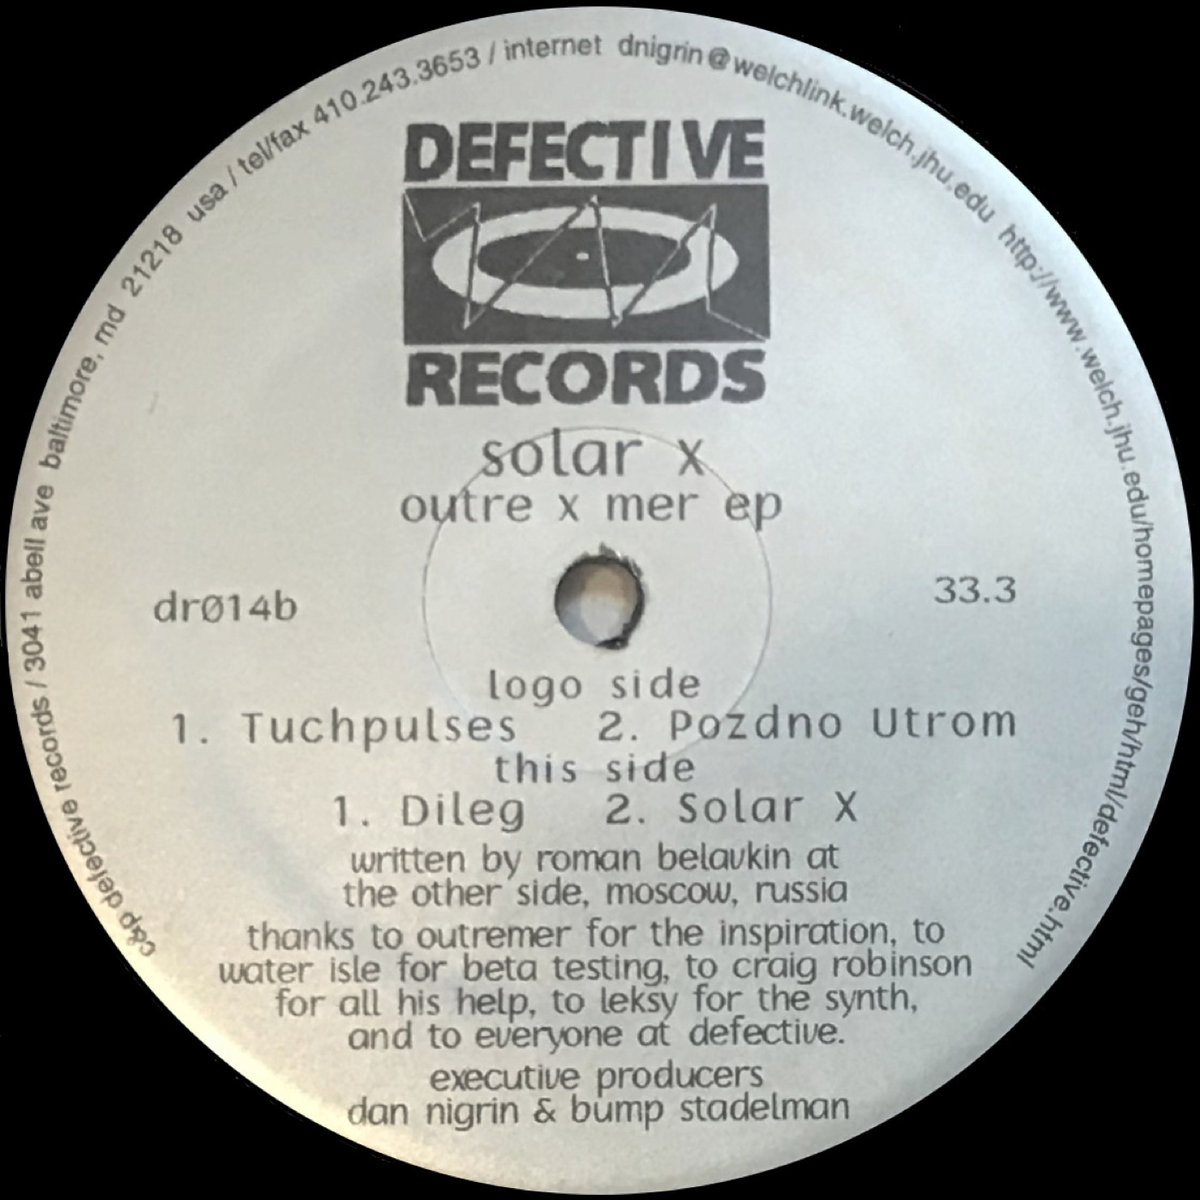 c&p defective records / 3041 abell ave baltimore, md 21218 usa / tel/fax 410.243.3653 / internet dnigrin@welchlink.welch.jhu.edu http://www.welch.jhu.edu/homepages/geh/html/defective.html
DEFECTIVE
RECORDS
solar x
outre x mer ep
drø14b
33.3
logo side
1. Tuchpulses 2. Pozdno Utrom
this side
1. Dileg 2. Solar X
written by roman belavkin at
the other side, moscow, russia
thanks to outremer for the inspiration, to
water isle for beta testing, to craig robinson
for all his help, to leksy for the synth,
and to everyone at defective.
executive producers
dan nigrin & bump stadelman